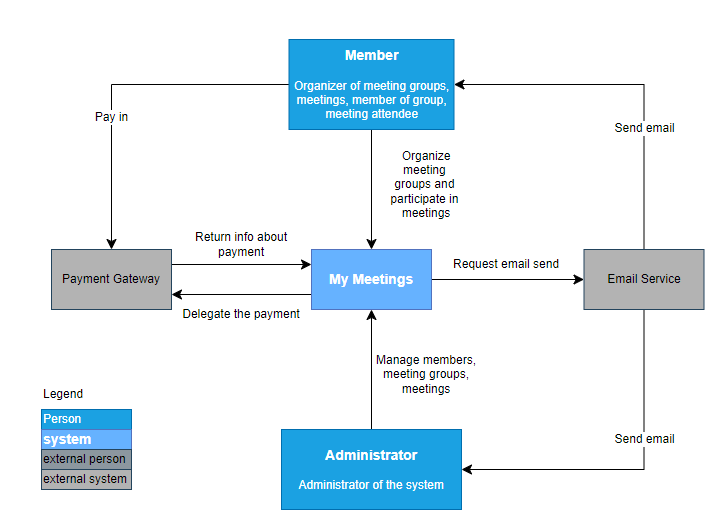 Member
Organizer of meeting groups,
meetings, member of group,
meeting attendee
Pay in
Send email
Organize
meeting
groups and
participate in
meetings
Return info about
payment
Payment Gateway
My Meetings
Request email send
Email Service
Delegate the payment
Manage members,
meeting groups,
meetings
Legend
Person
system
external person
external system
Send email
Administrator
Administrator of the system